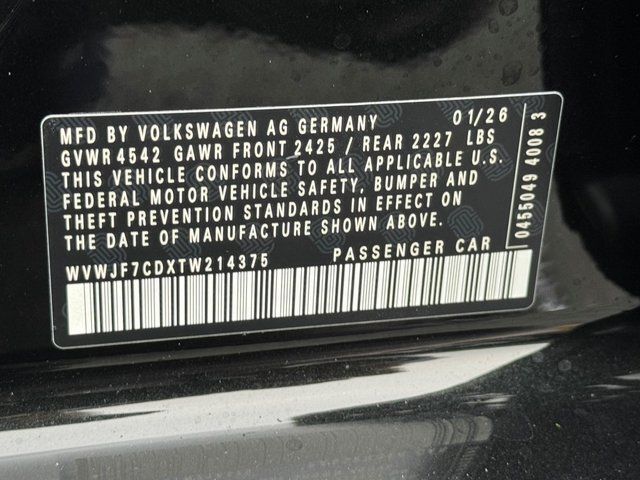 MFD BY VOLKSWAGEN AG GERMANY 01/26
GVWR 4542 GAWR FRONT 2425 / REAR 2227 LBS
THIS VEHICLE CONFORMS TO ALL APPLICABLE U.S.
FEDERAL MOTOR VEHICLE SAFETY, BUMPER AND
THEFT PREVENTION STANDARDS IN EFFECT ON
THE DATE OF MANUFACTURE SHOWN ABOVE.
WVWJF7CDXTW214375 PASSENGER CAR
0455049 4008 3